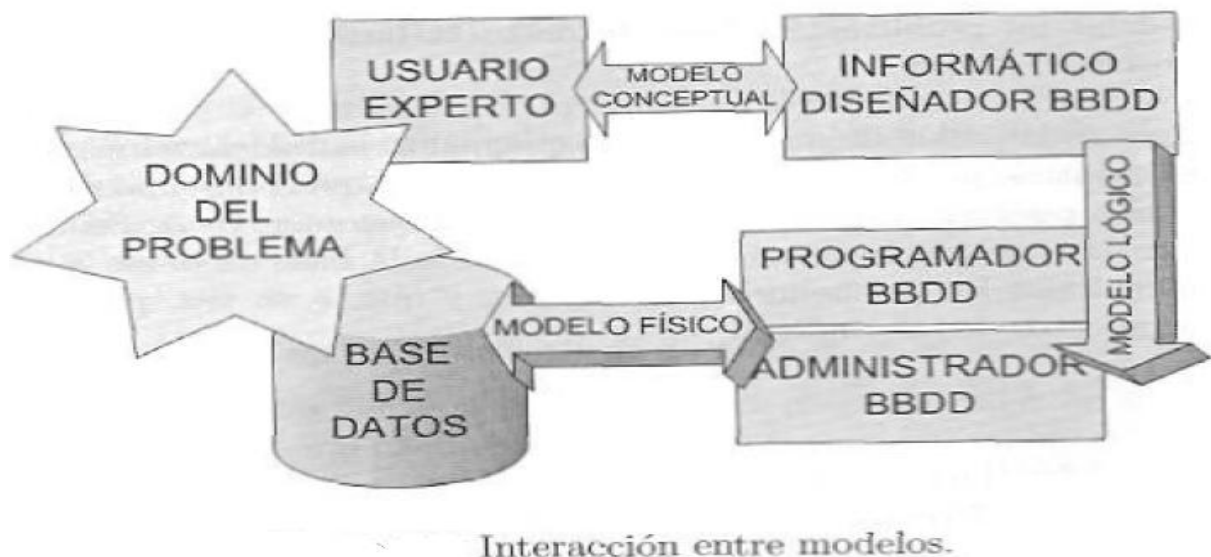 USUARIO
EXPERTO
MODELO
CONCEPTUAL
INFORMÁTICO
DISEÑADOR BBDD
DOMINIO
DEL
PROBLEMA
MODELO LÓGICO
PROGRAMADOR
BBDD
MODELO FÍSICO
BASE
DE
DATOS
ADMINISTRADOR
BBDD
Interacción entre modelos.